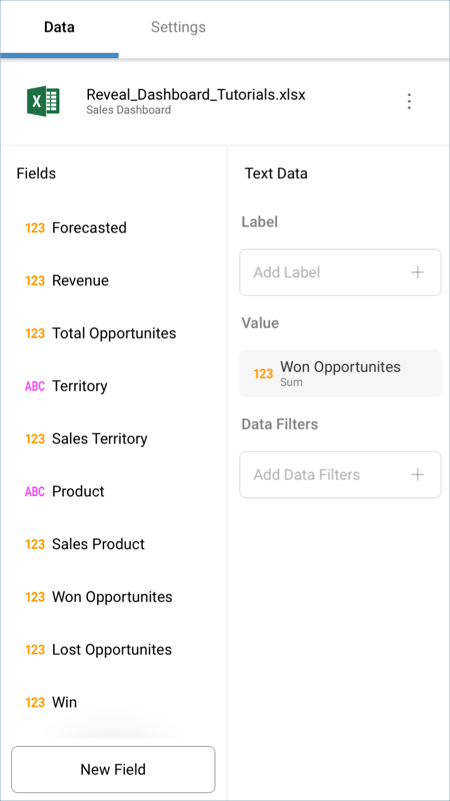 Data
Settings
Reveal_Dashboard_Tutorials.xlsx
Sales Dashboard
Fields
123 Forecasted
123 Revenue
123 Total Opportunites
ABC Territory
123 Sales Territory
ABC Product
123 Sales Product
123 Won Opportunites
123 Lost Opportunites
123 Win
New Field
Text Data
Label
Add Label +
Value
123 Won Opportunites
Sum
Data Filters
Add Data Filters +